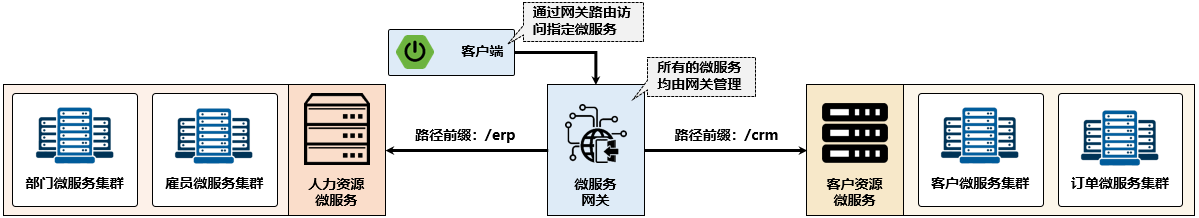 通过网关路由访
问指定微服务
客户端
所有的微服务
均由网关管理
路径前缀：/erp
路径前缀：/crm
部门微服务集群
雇员微服务集群
人力资源
微服务
微服务
网关
客户资源
微服务
客户微服务集群
订单微服务集群